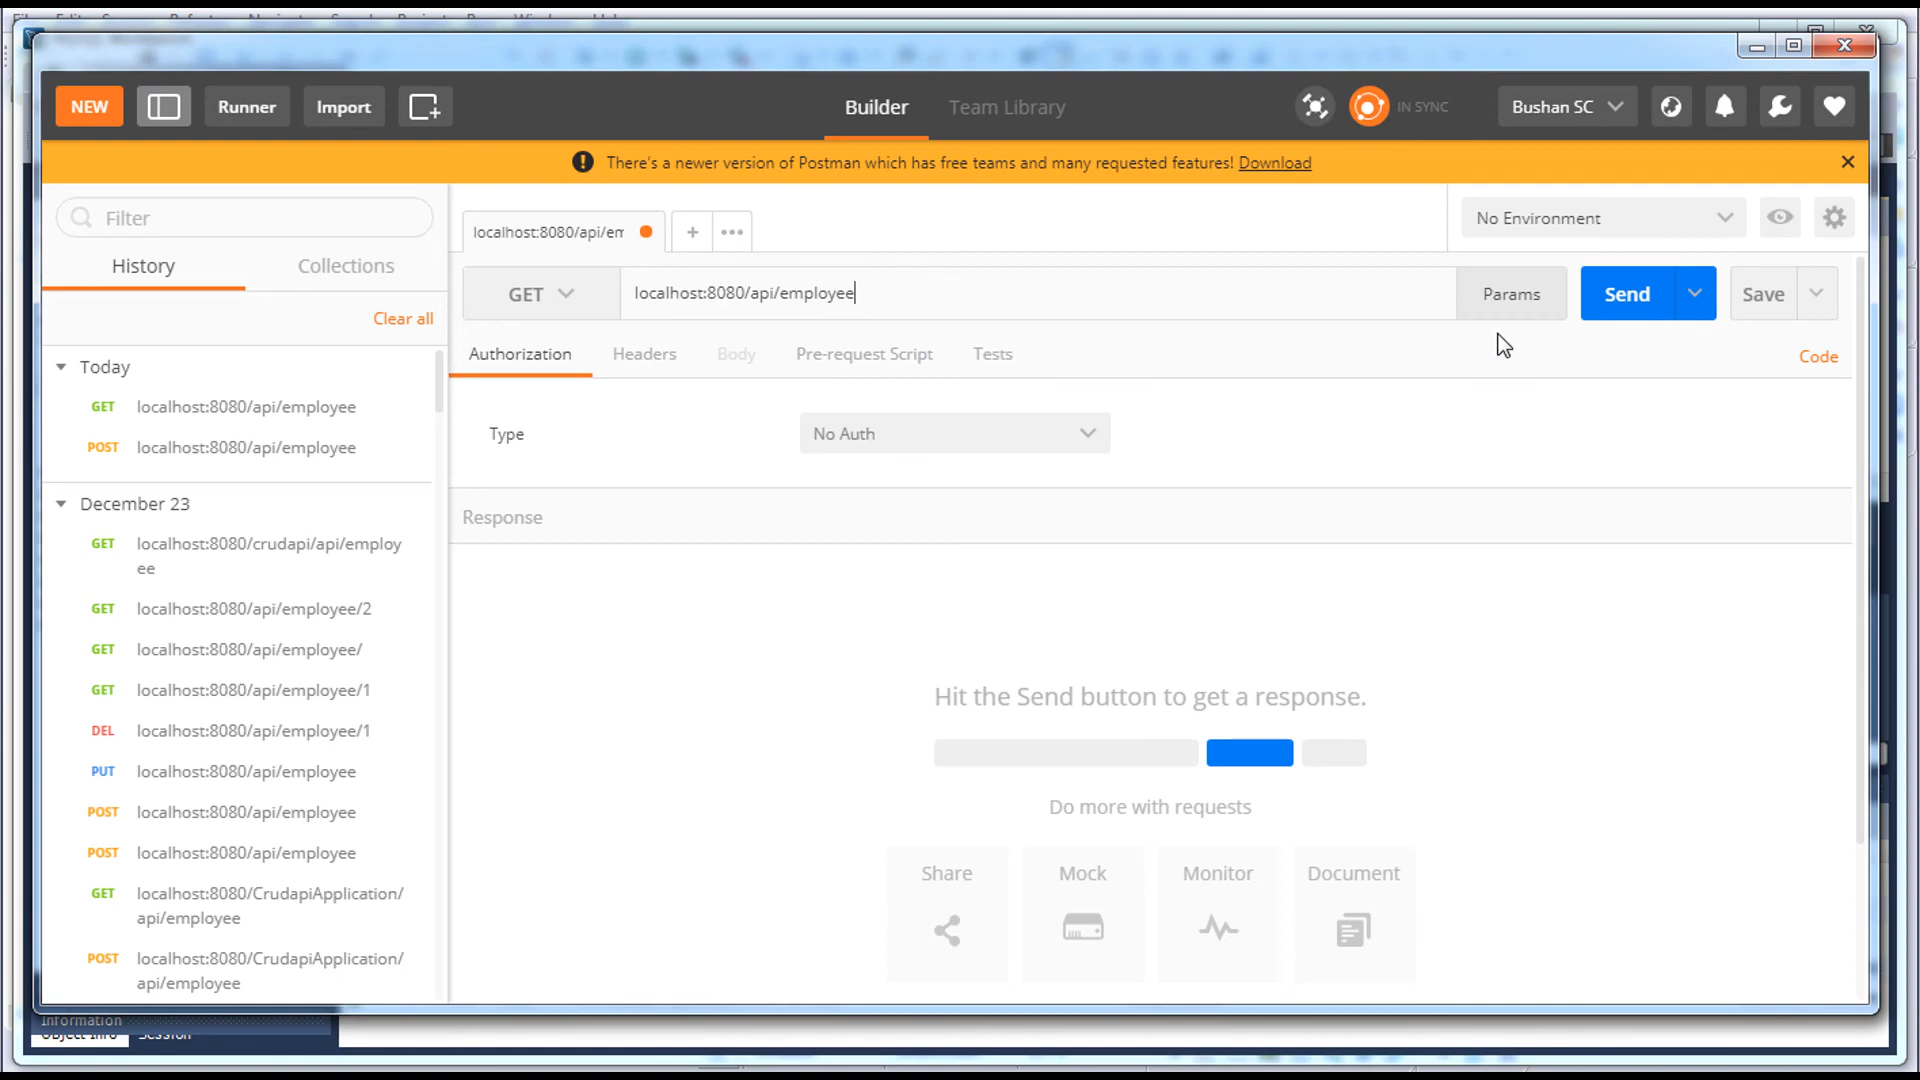 NEW
Runner
Import
Builder
Team Library
IN SYNC
Bushan SC
There's a newer version of Postman which has free teams and many requested features! Download
Filter
History
Collections
Clear all
Today
GET localhost:8080/api/employee
POST localhost:8080/api/employee
December 23
GET localhost:8080/crudapi/api/employ
ee
GET localhost:8080/api/employee/2
GET localhost:8080/api/employee/
GET localhost:8080/api/employee/1
DEL localhost:8080/api/employee/1
PUT localhost:8080/api/employee
POST localhost:8080/api/employee
POST localhost:8080/api/employee
GET localhost:8080/CrudapiApplication/
api/employee
POST localhost:8080/CrudapiApplication/
api/employee
localhost:8080/api/em
No Environment
GET
localhost:8080/api/employee
Params
Send
Save
Authorization
Headers
Body
Pre-request Script
Tests
Code
Type
No Auth
Response
Hit the Send button to get a response.
Do more with requests
Share
Mock
Monitor
Document
Information
Object Info
Session